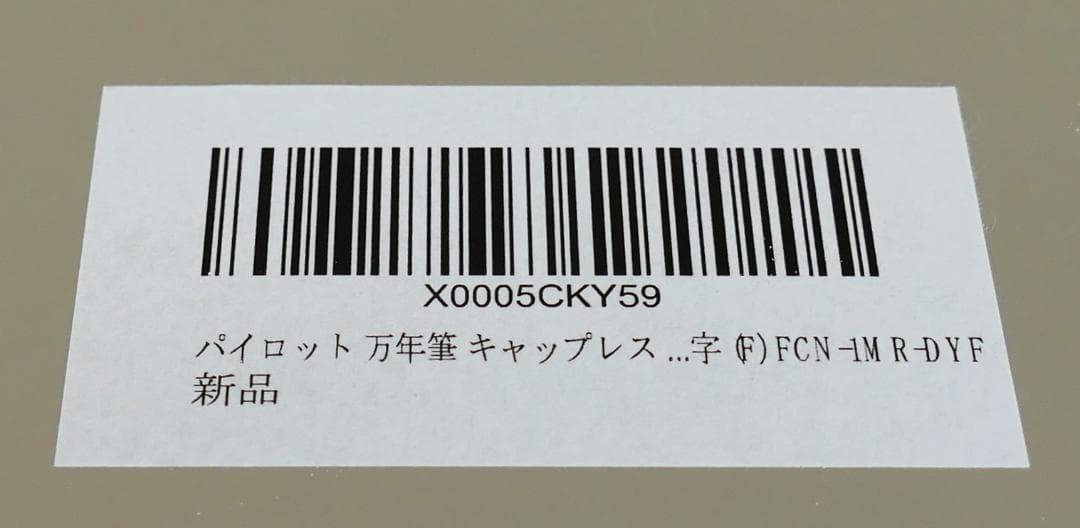 X0005CKY59
パイロット 万年筆 キャップレス ...字 (F) FCN-1MR-DYF
新品